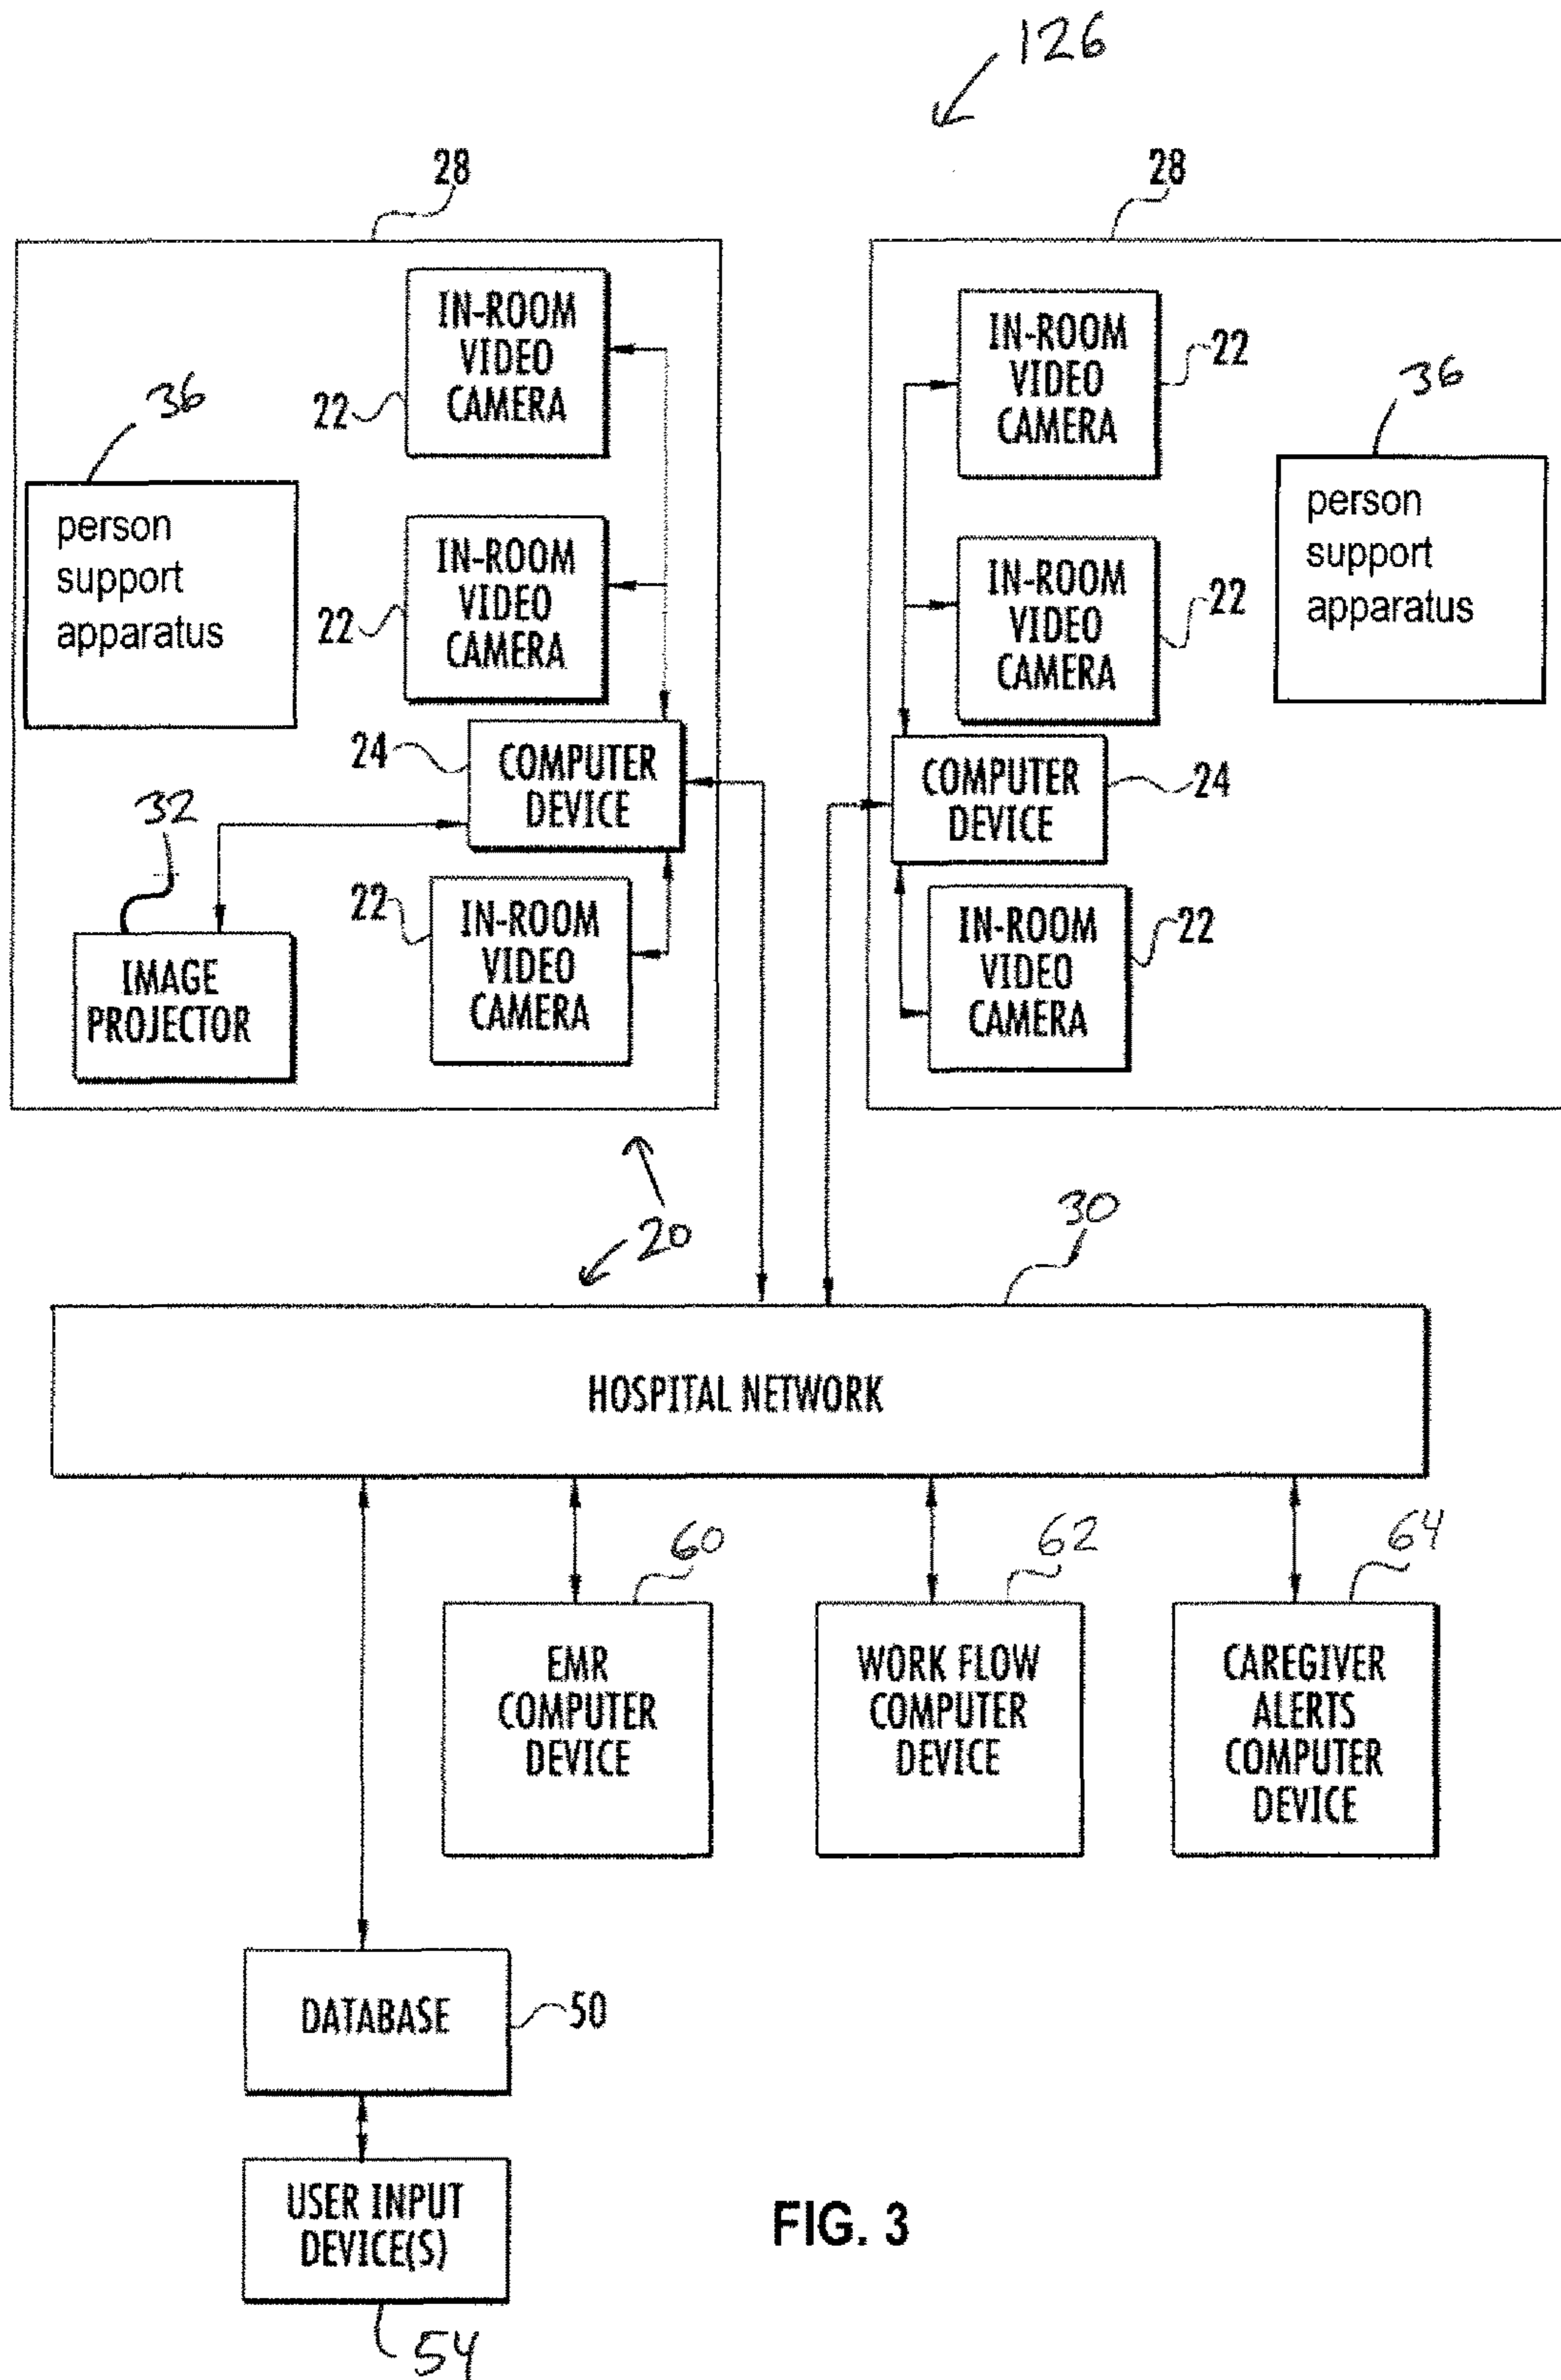 126
28
IN-ROOM
VIDEO
CAMERA
22
36
person
support
apparatus
IN-ROOM
VIDEO
CAMERA
22
24
COMPUTER
DEVICE
32
IMAGE
PROJECTOR
22
IN-ROOM
VIDEO
CAMERA
28
IN-ROOM
VIDEO
CAMERA
22
36
person
support
apparatus
IN-ROOM
VIDEO
CAMERA
22
COMPUTER
DEVICE
24
IN-ROOM
VIDEO
CAMERA
22
20
30
HOSPITAL NETWORK
60
EMR
COMPUTER
DEVICE
62
WORK FLOW
COMPUTER
DEVICE
64
CAREGIVER
ALERTS
COMPUTER
DEVICE
DATABASE
50
USER INPUT
DEVICE(S)
54
FIG. 3